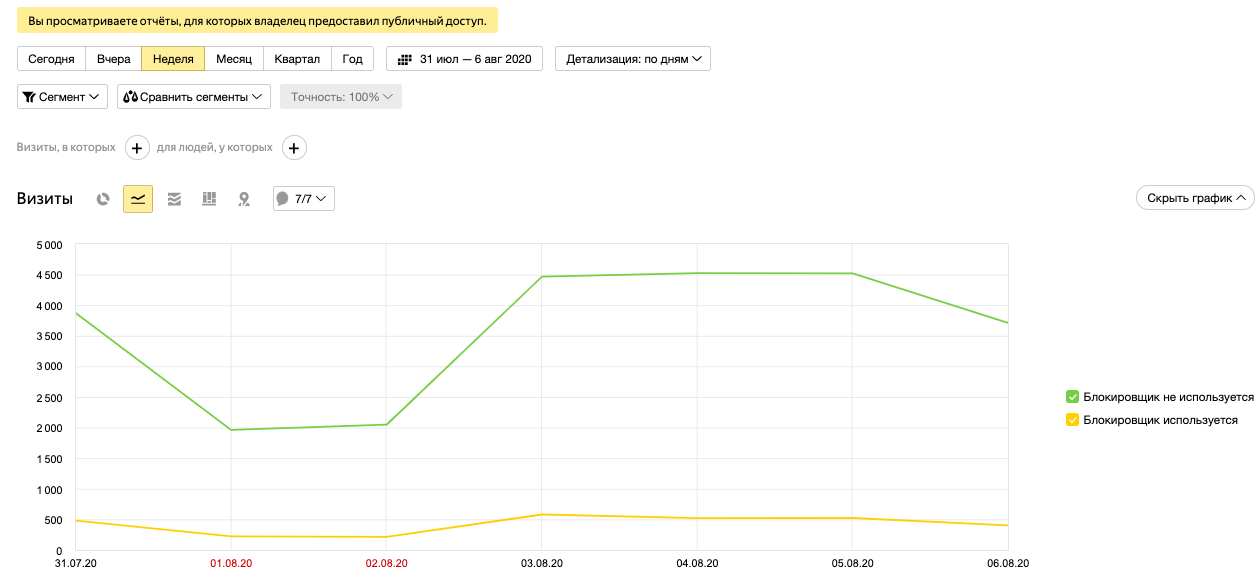 Вы просматриваете отчёты, для которых владелец предоставил публичный доступ.
Сегодня Вчера Неделя Месяц Квартал Год 31 июл — 6 авг 2020 Детализация: по дням
Сегмент Сравнить сегменты Точность: 100%
Визиты, в которых + для людей, у которых +
Визиты 7/7 Скрыть график
5 000
4 500
4 000
3 500
3 000
2 500
2 000
1 500
1 000
500
0
31.07.20 01.08.20 02.08.20 03.08.20 04.08.20 05.08.20 06.08.20
Блокировщик не используется
Блокировщик используется